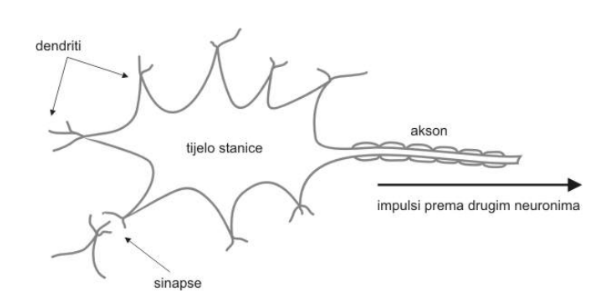 dendriti
akson
tijelo stanice
impulsi prema drugim neuronima
sinapse